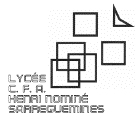 LYCÉE
C. F. A.
HENRI NOMINÉ
SARREGUEMINES